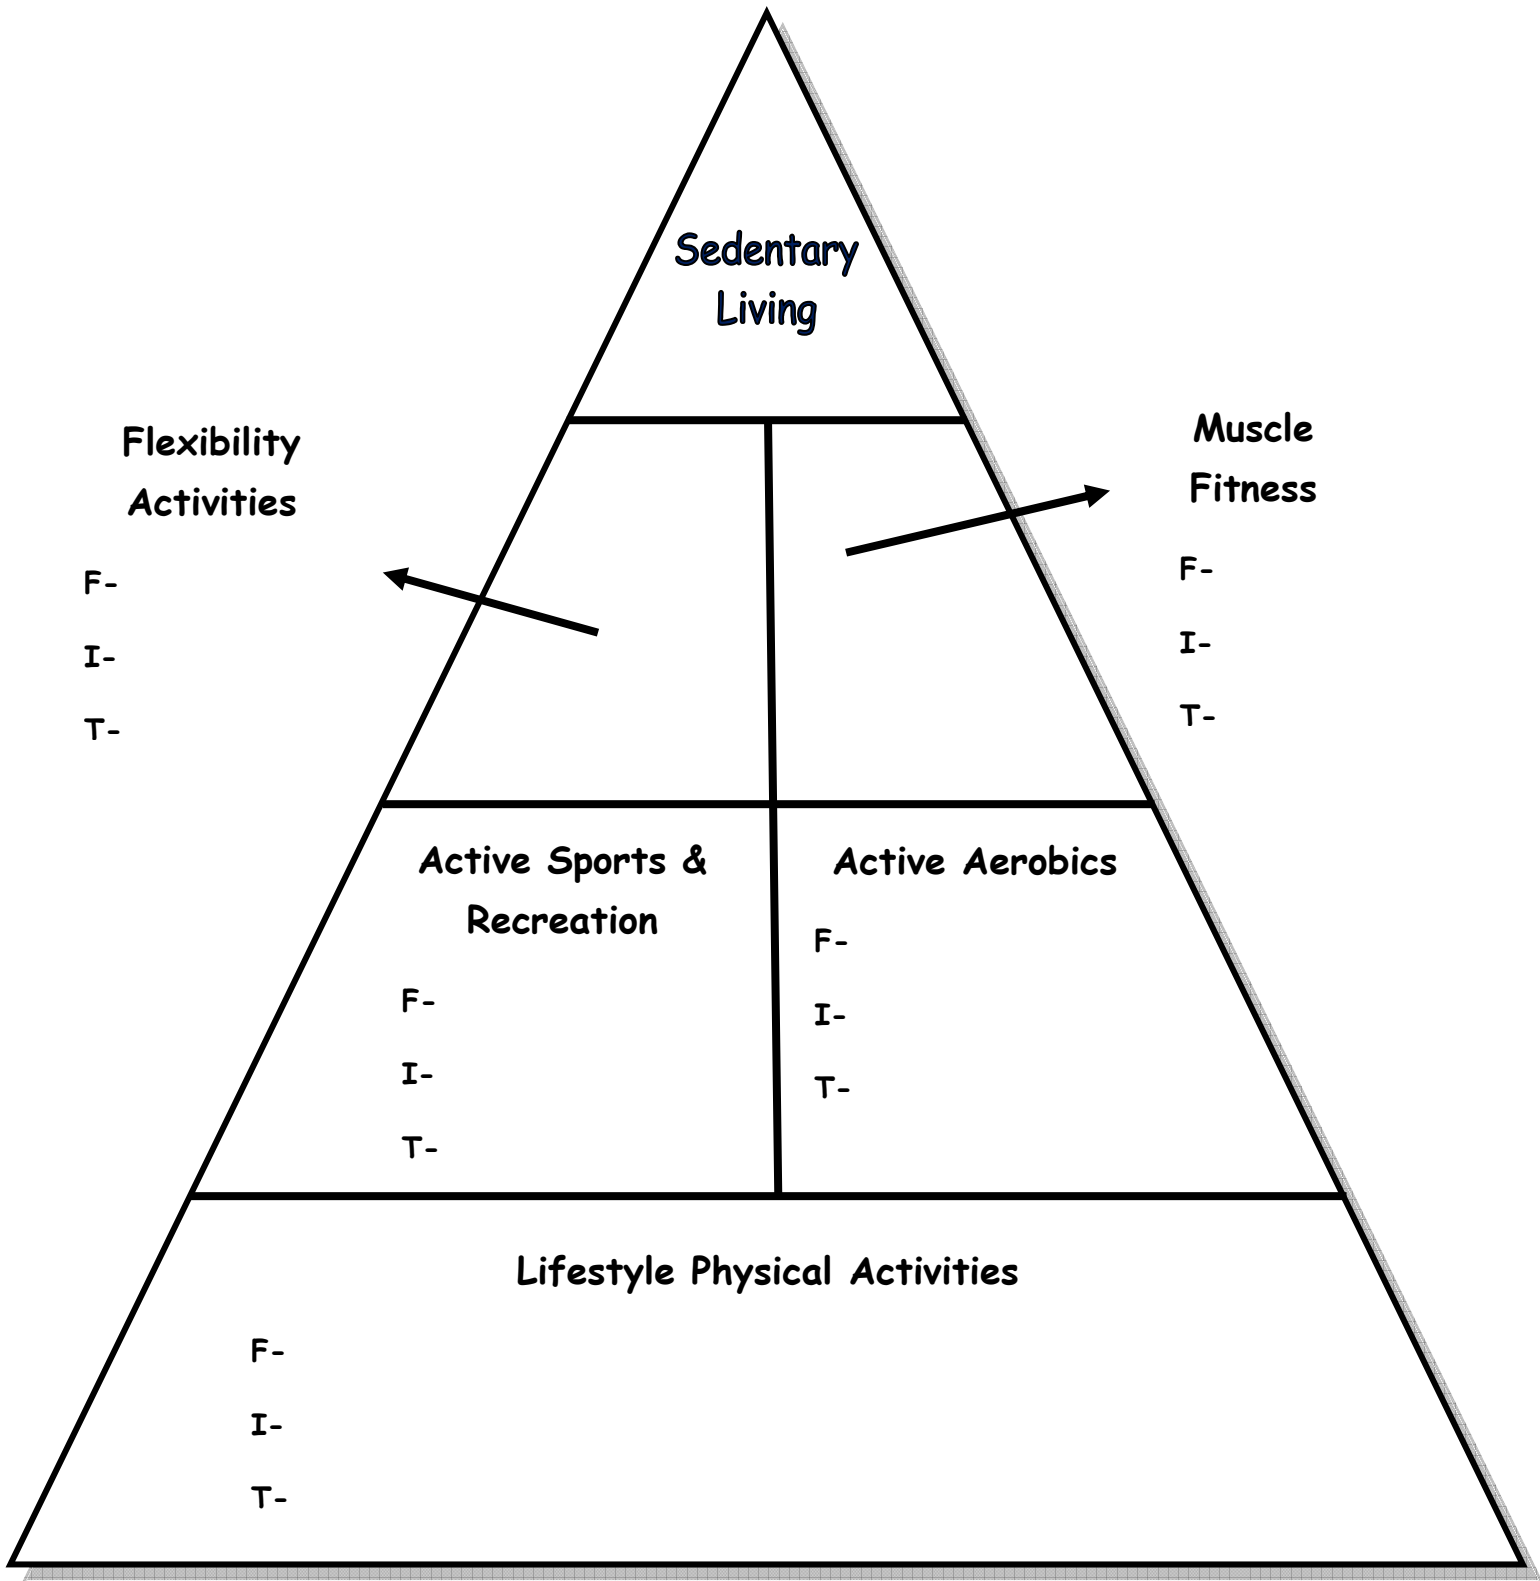 Sedentary
Living
Flexibility
Activities
F-
I-
T-
Muscle
Fitness
F-
I-
T-
Active Sports &
Recreation
F-
I-
T-
Active Aerobics
F-
I-
T-
Lifestyle Physical Activities
F-
I-
T-